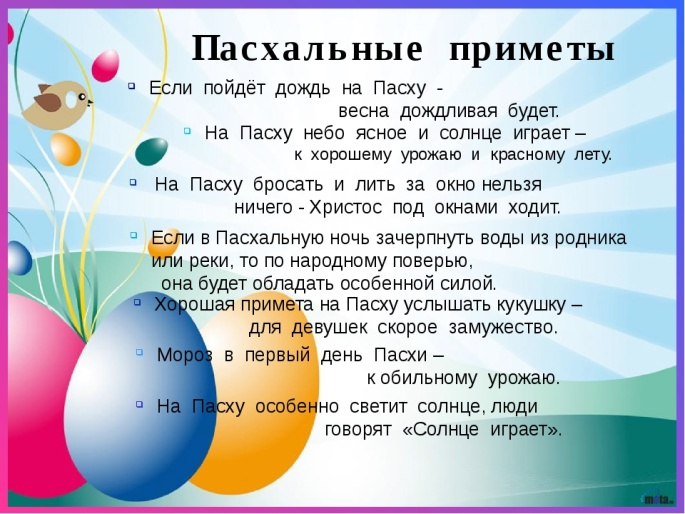 Пасхальные приметы
Если пойдёт дождь на Пасху -
весна дождливая будет.
На Пасху небо ясное и солнце играет –
к хорошему урожаю и красному лету.
На Пасху бросать и лить за окно нельзя
ничего - Христос под окнами ходит.
Если в Пасхальную ночь зачерпнуть воды из родника
или реки, то по народному поверью,
она будет обладать особенной силой.
Хорошая примета на Пасху услышать кукушку –
для девушек скорое замужество.
Мороз в первый день Пасхи –
к обильному урожаю.
На Пасху особенно светит солнце, люди
говорят «Солнце играет».